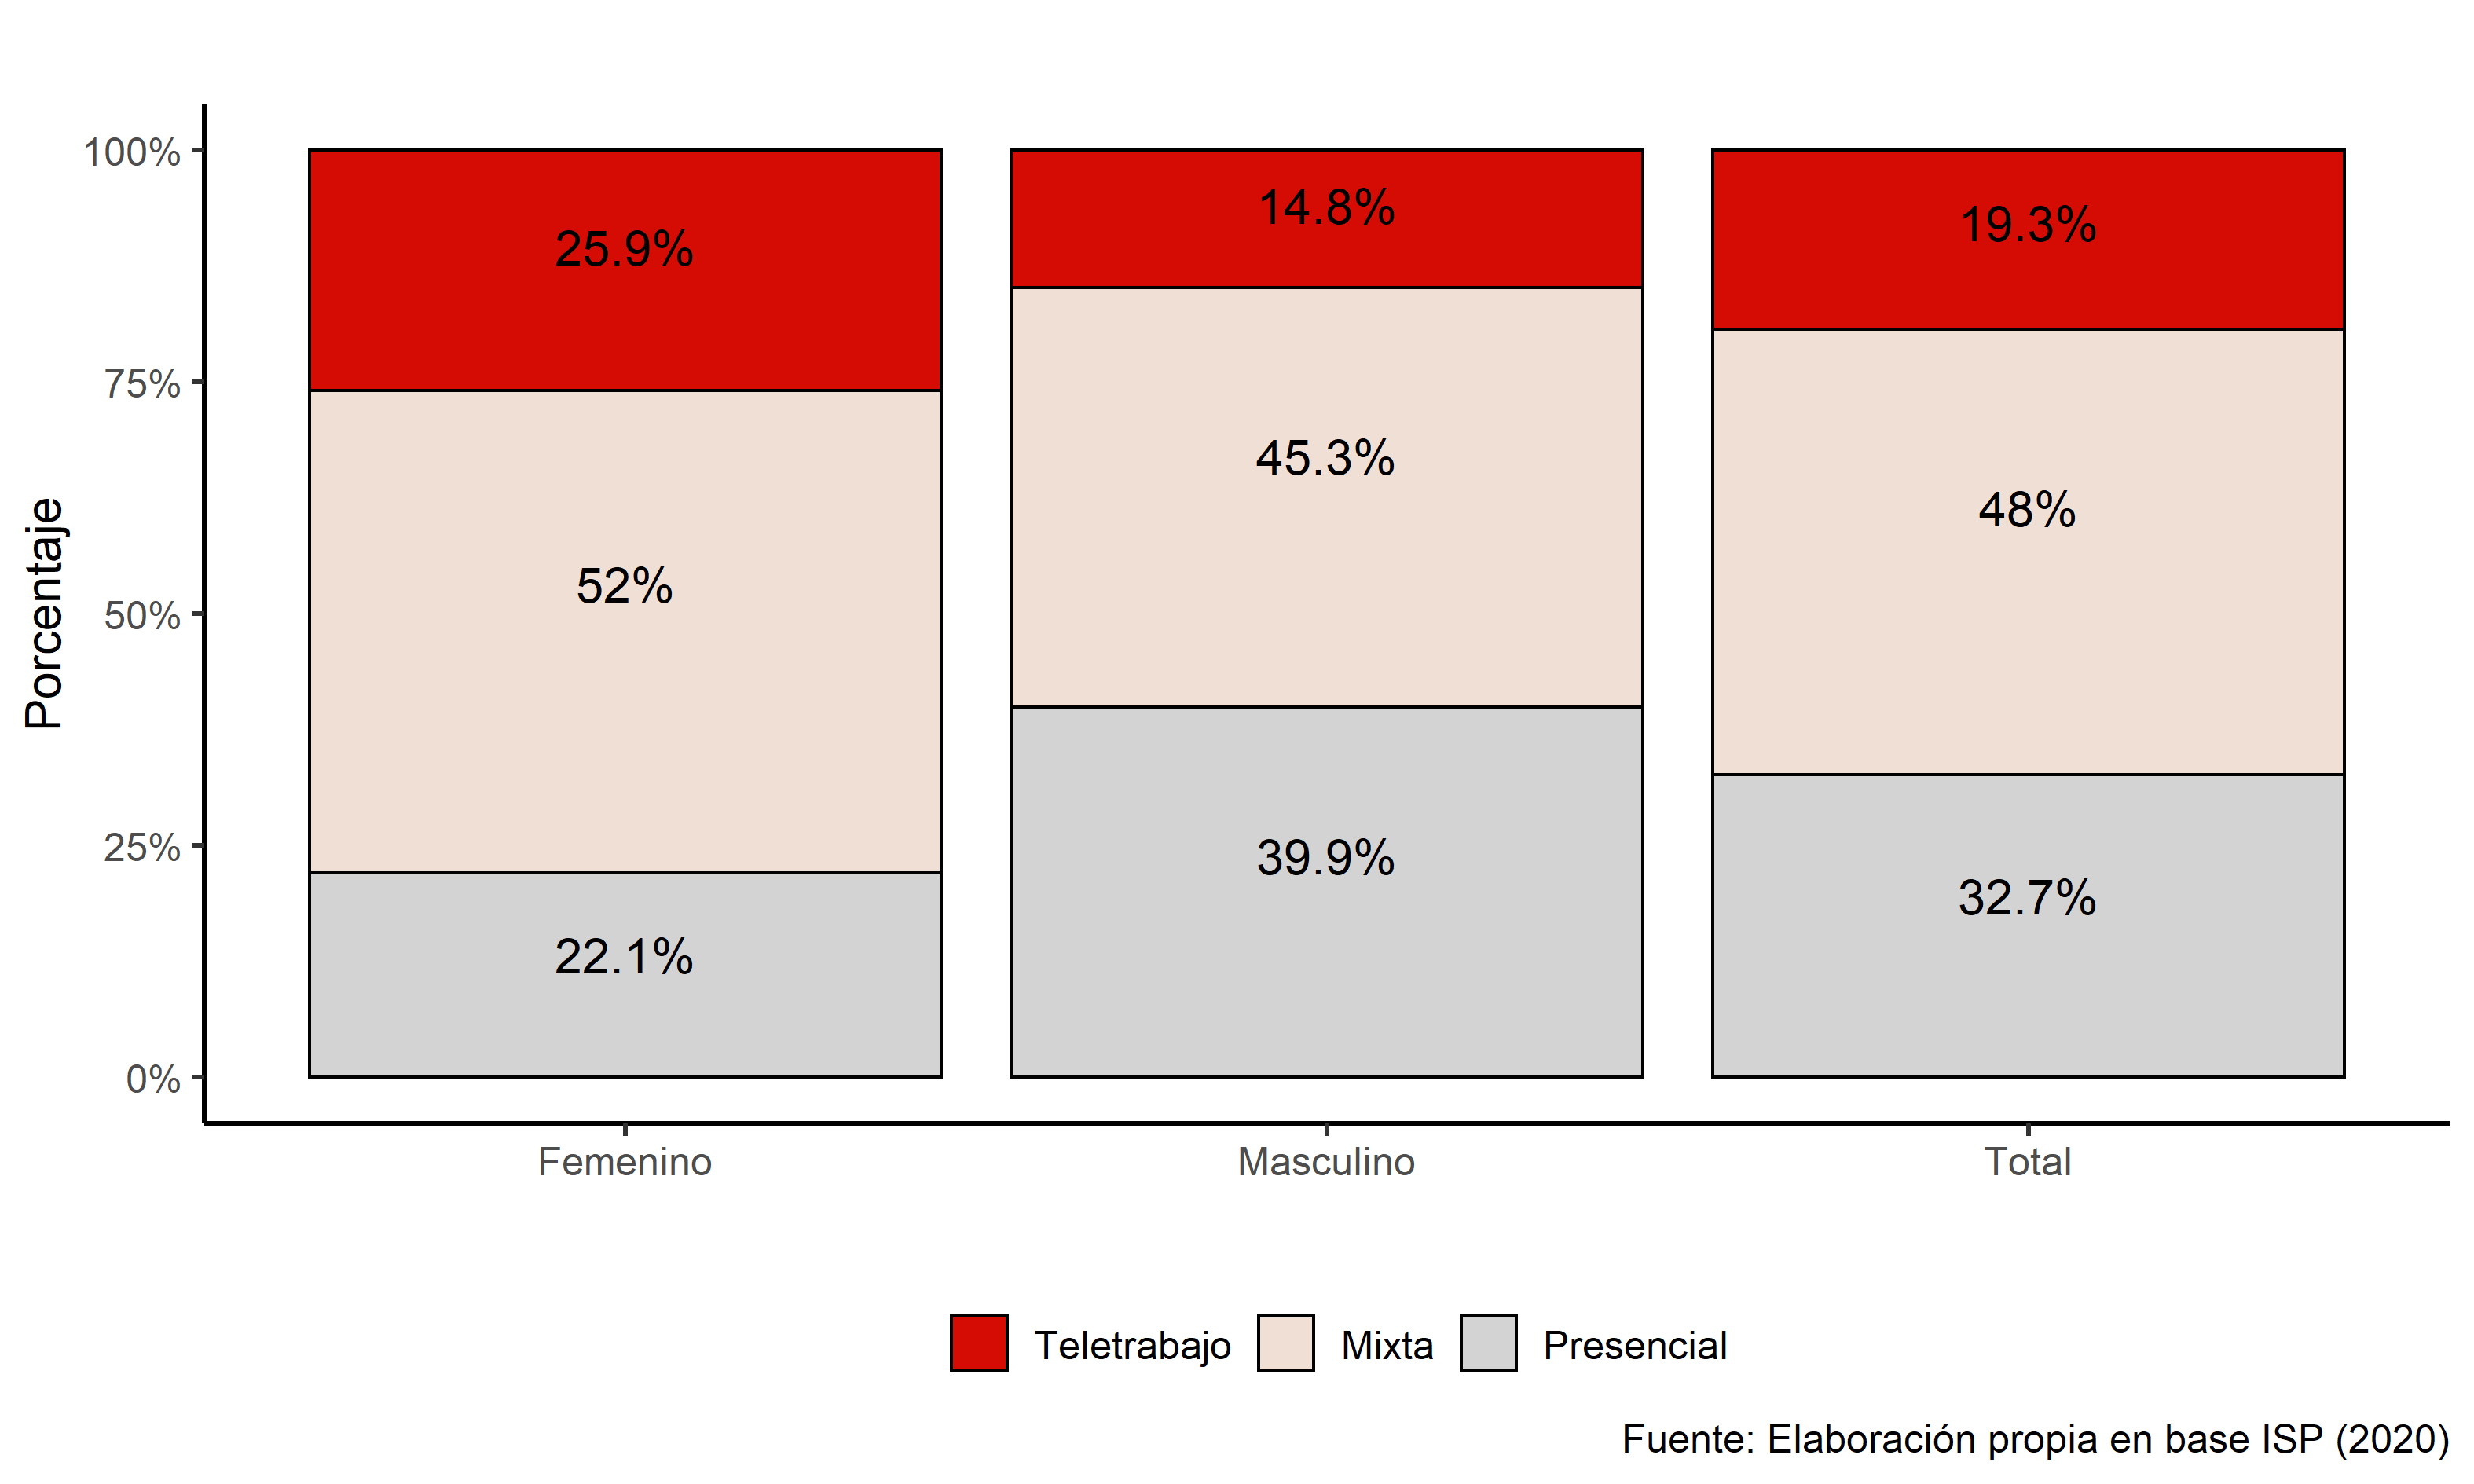 Porcentaje
100%
75%
50%
25%
0%
25.9%
52%
22.1%
14.8%
45.3%
39.9%
19.3%
48%
32.7%
Femenino
Masculino
Total
Teletrabajo
Mixta
Presencial
Fuente: Elaboración propia en base ISP (2020)